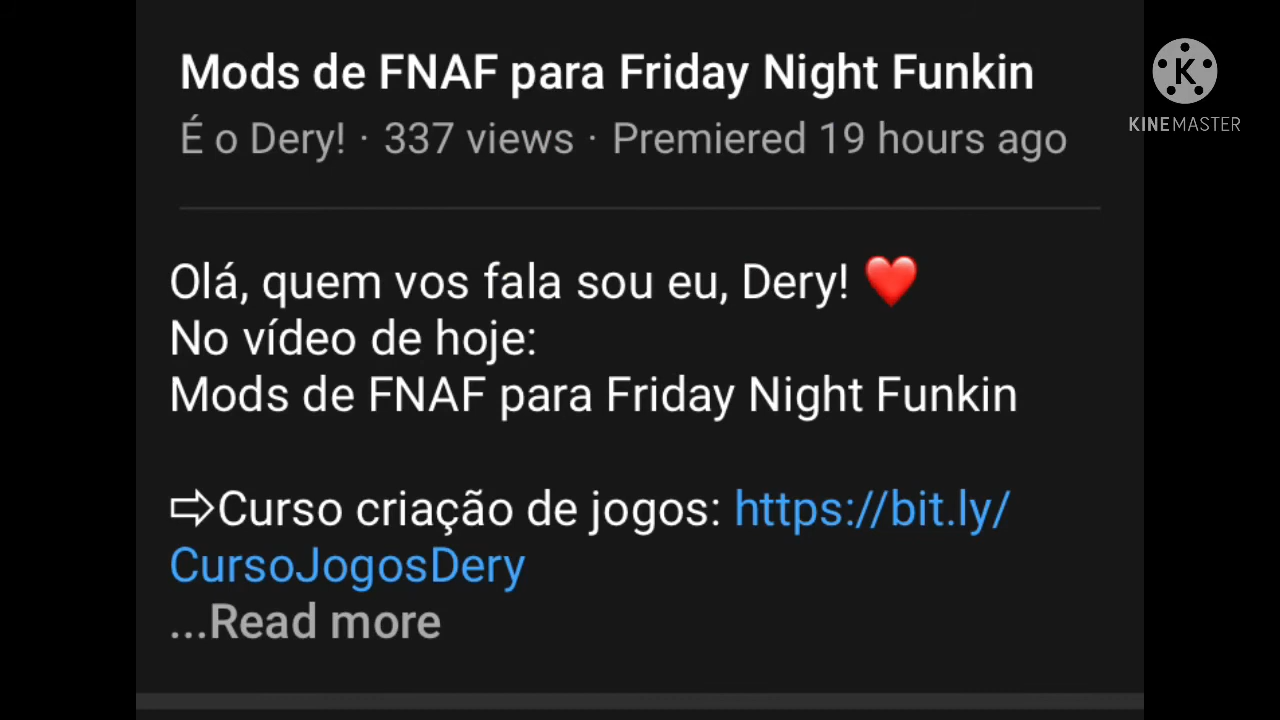 Mods de FNAF para Friday Night Funkin
É o Dery! · 337 views · Premiered 19 hours ago
K
KINEMASTER
Olá, quem vos fala sou eu, Dery! ❤️
No vídeo de hoje:
Mods de FNAF para Friday Night Funkin
⇨Curso criação de jogos: https://bit.ly/
CursoJogosDery
...Read more